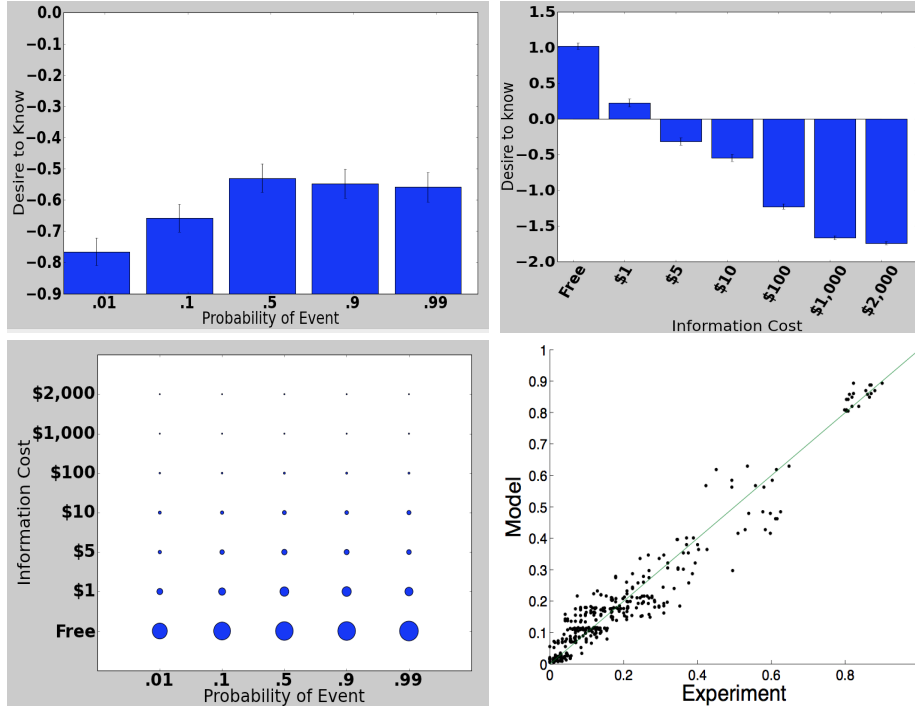 0.0
−0.1
−0.2
−0.3
−0.4
−0.5
−0.6
−0.7
−0.8
−0.9
Desire to Know
.01 .1 .5 .9 .99
Probability of Event
1.5
1.0
0.5
0.0
−0.5
−1.0
−1.5
−2.0
Desire to know
Free $1 $5 $10 $100 $1,000 $2,000
Information Cost
$2,000
$1,000
$100
$10
$5
$1
Free
Information Cost
.01 .1 .5 .9 .99
Probability of Event
1
0.9
0.8
0.7
0.6
0.5
0.4
0.3
0.2
0.1
0
Model
0 0.2 0.4 0.6 0.8
Experiment